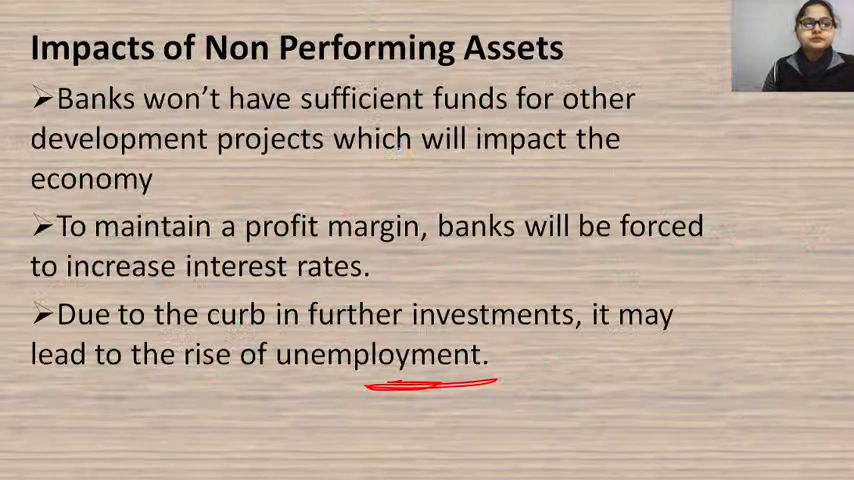 Impacts of Non Performing Assets
➢Banks won't have sufficient funds for other
development projects which will impact the
economy
➢To maintain a profit margin, banks will be forced
to increase interest rates.
➢Due to the curb in further investments, it may
lead to the rise of unemployment.